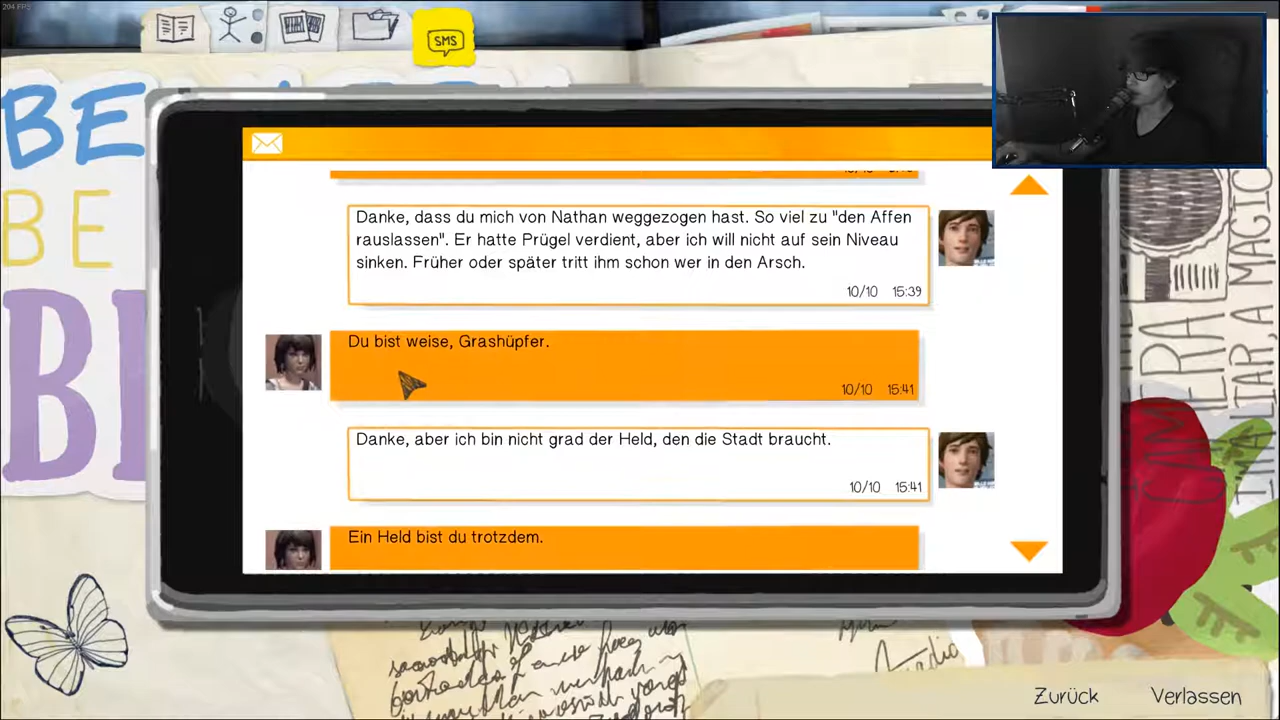 204 FPS
SMS
BE
BE
BL
Danke, dass du mich von Nathan weggezogen hast. So viel zu "den Affen
rauslassen". Er hatte Prügel verdient, aber ich will nicht auf sein Niveau
sinken. Früher oder später tritt ihm schon wer in den Arsch.
10/10 15:39
Du bist weise, Grashüpfer.
10/10 15:41
Danke, aber ich bin nicht grad der Held, den die Stadt braucht.
10/10 15:41
Ein Held bist du trotzdem.
Zurück Verlassen